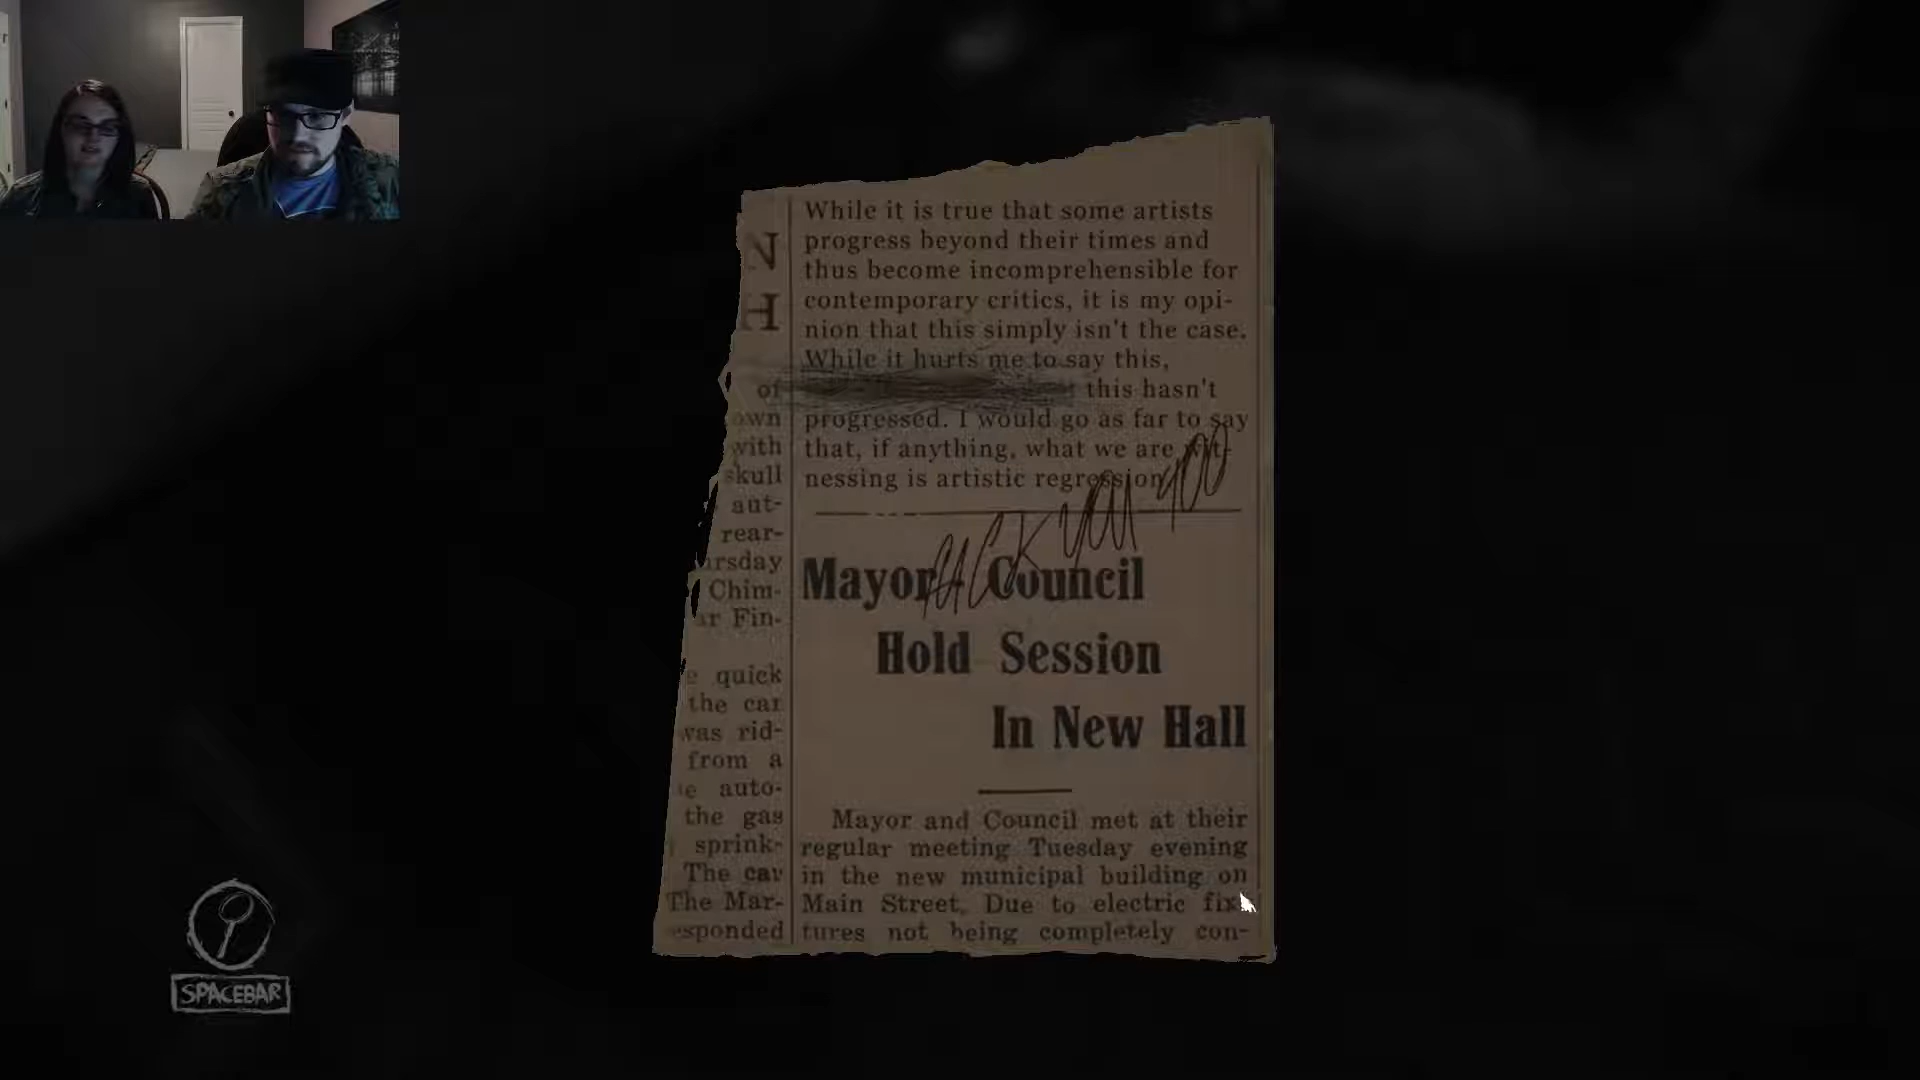 While it is true that some artists
progress beyond their times and
thus become incomprehensible for
contemporary critics, it is my opi-
nion that this simply isn't the case.
While it hurts me to say this,
this hasn't
progressed. I would go as far to say
that, if anything, what we are wit-
nessing is artistic regression
FUCK YOU TOO
Mayor - Council
Hold Session
In New Hall
Mayor and Council met at their
regular meeting Tuesday evening
in the new municipal building on
Main Street. Due to electric fix-
tures not being completely con-
N
H
of
own
with
skull
aut-
rear-
ursday
Chim-
ar Fin-
e quick
the car
was rid-
from a
e auto-
the gas
sprink-
The car
The Mar-
esponded
SPACEBAR